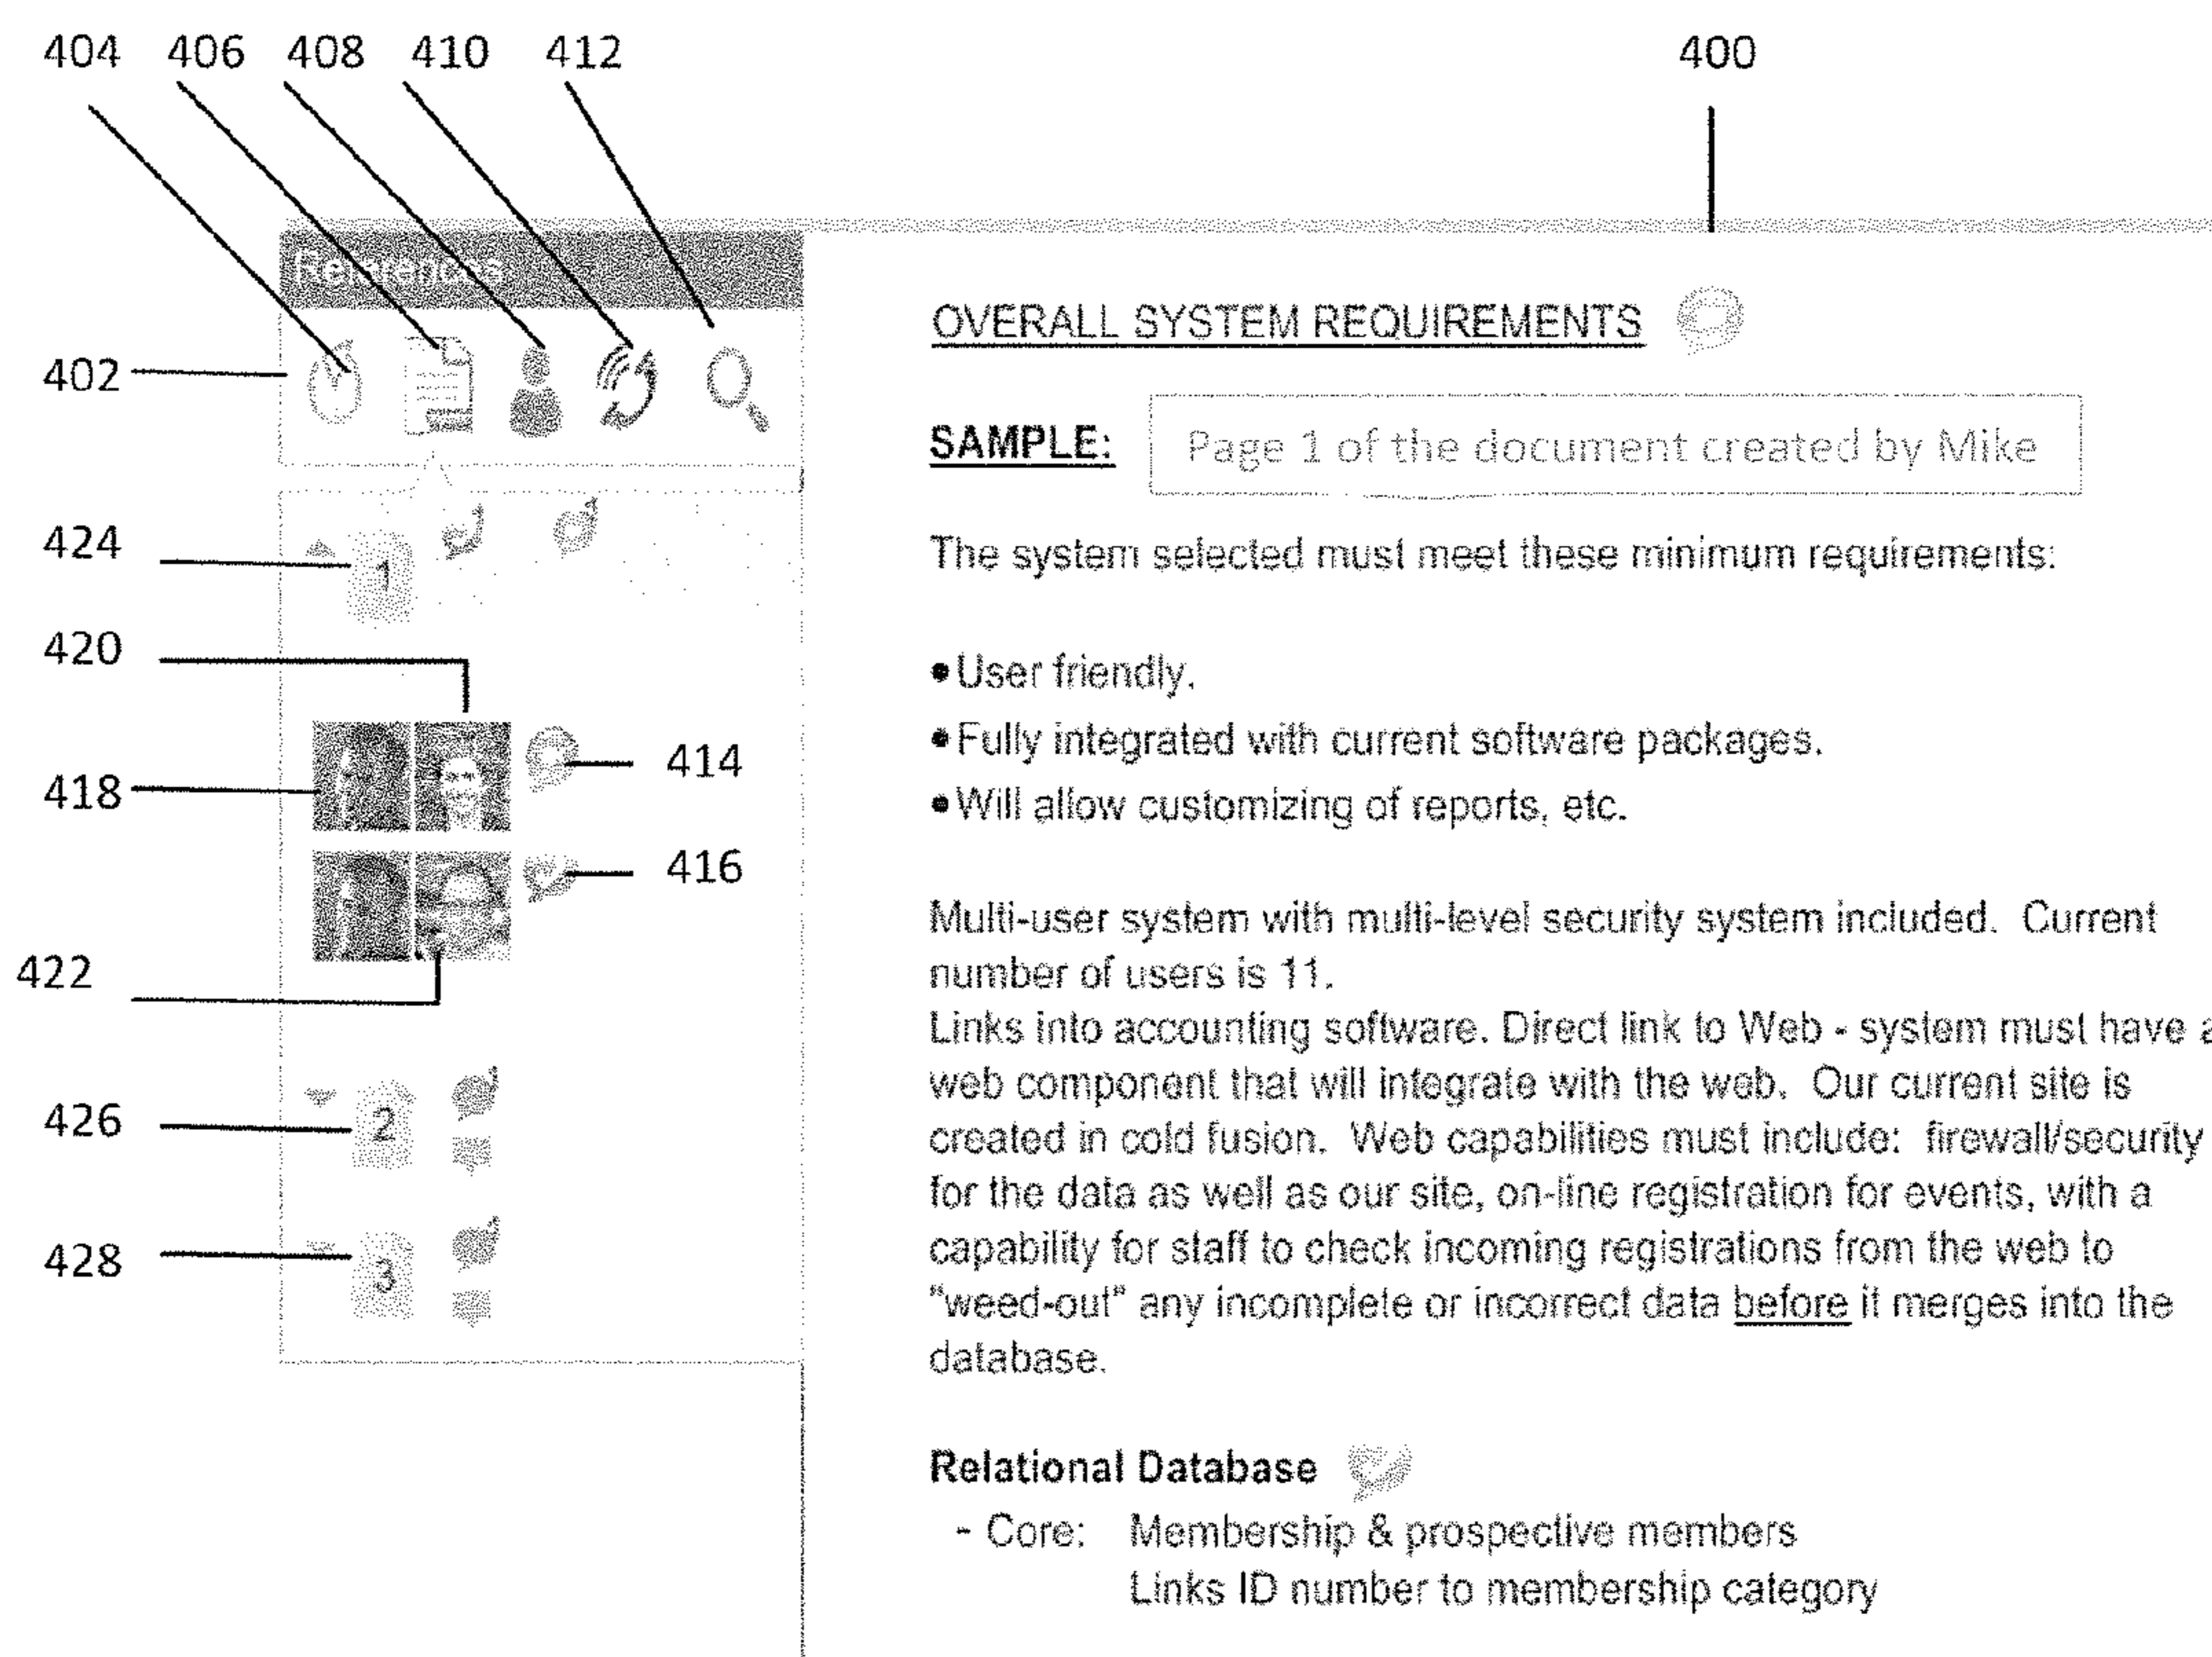 404 406 408 410 412
400
References
402
OVERALL SYSTEM REQUIREMENTS
SAMPLE: Page 1 of the document created by Mike
424
1
The system selected must meet these minimum requirements:
420
•User friendly.
414
•Fully integrated with current software packages.
418
•Will allow customizing of reports, etc.
416
422
Multi-user system with multi-level security system included. Current
number of users is 11.
Links into accounting software. Direct link to Web - system must have a
web component that will integrate with the web. Our current site is
426
2
created in cold fusion. Web capabilities must include: firewall/security
for the data as well as our site, on-line registration for events, with a
428
3
capability for staff to check incoming registrations from the web to
"weed-out" any incomplete or incorrect data before it merges into the
database.
Relational Database
- Core: Membership & prospective members
Links ID number to membership category